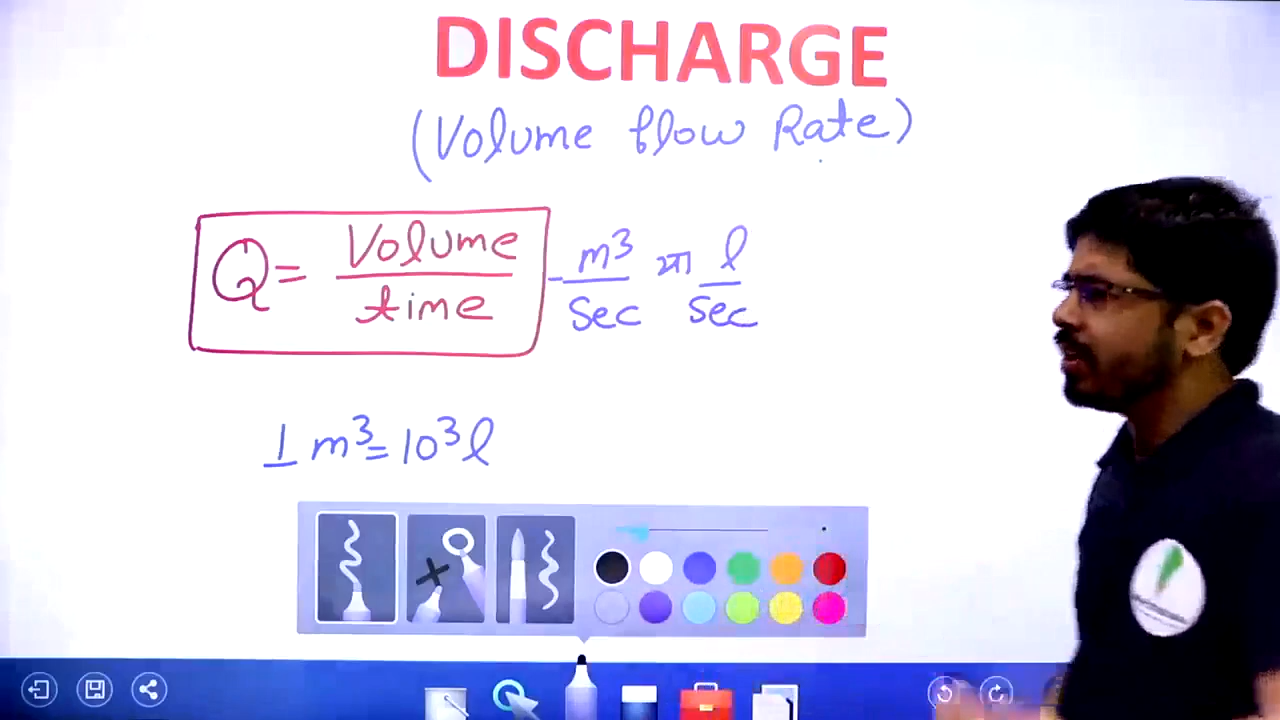 DISCHARGE
(Volume flow Rate)
Q = Volume / time = m³/Sec या l/Sec
1 m³ = 10³ l